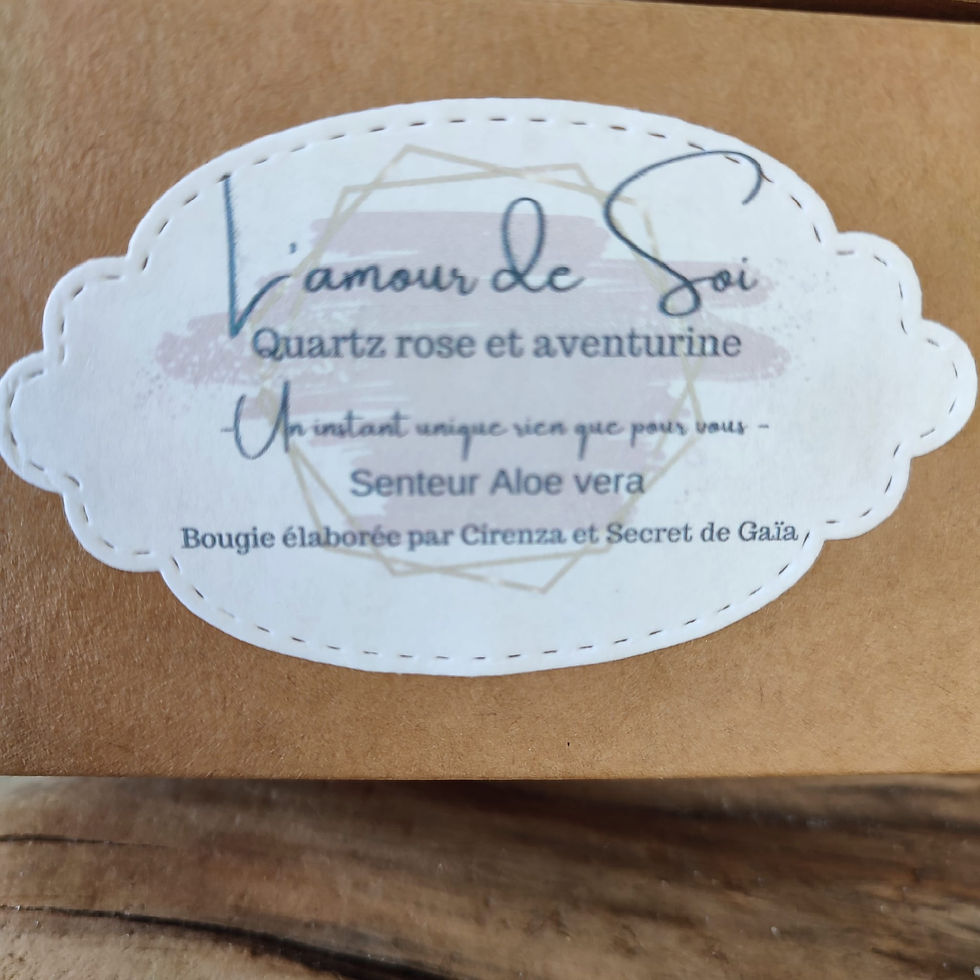 L'amour de Soi
Quartz rose et aventurine
-Un instant unique rien que pour vous -
Senteur Aloe vera
Bougie élaborée par Cirenza et Secret de Gaïa